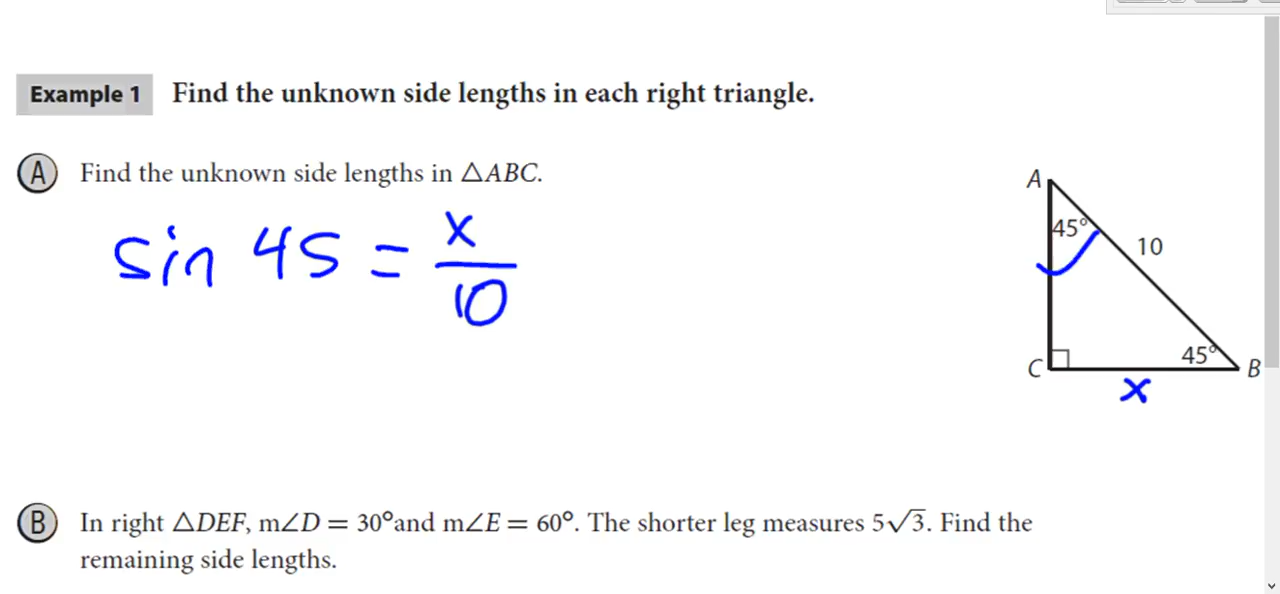 Example 1 Find the unknown side lengths in each right triangle.
A Find the unknown side lengths in △ABC.
sin 45 = x/10
A
45°
10
45°
C
B
x
B In right △DEF, m∠D = 30°and m∠E = 60°. The shorter leg measures 5√3. Find the
remaining side lengths.